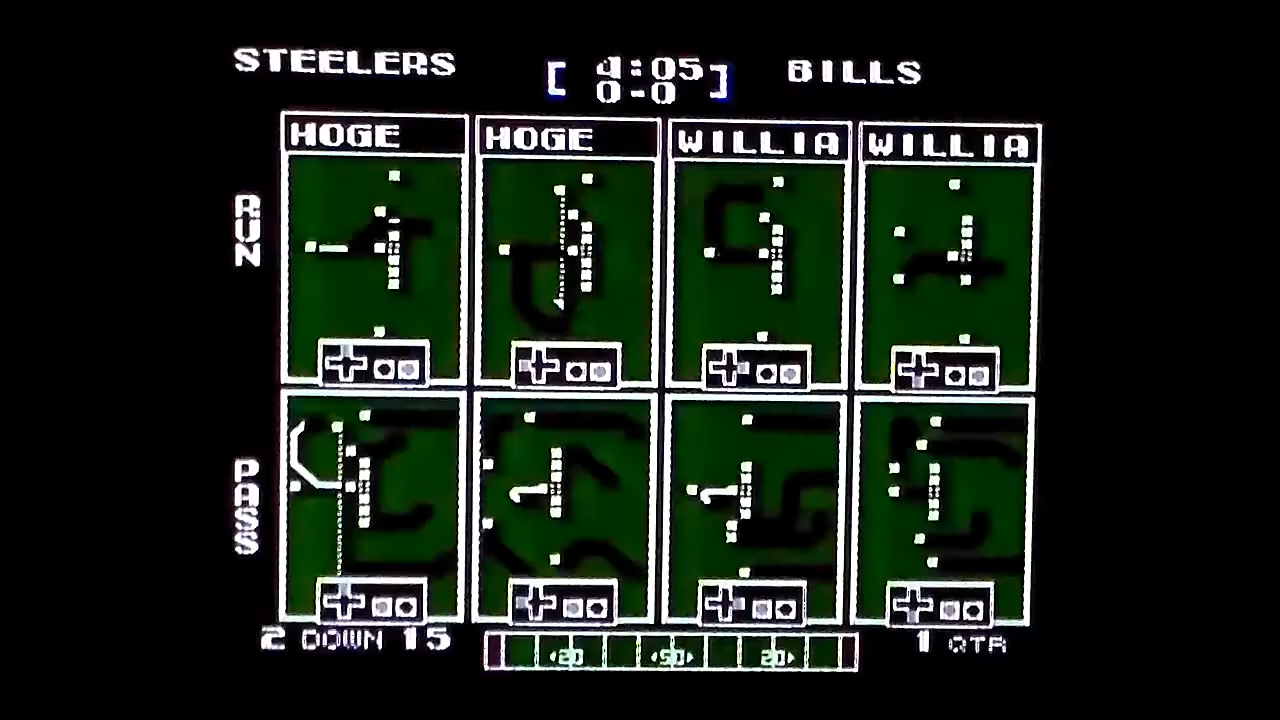 STEELERS
BILLS
[ 4:05 ]
0-0
HOGE
HOGE
WILLIA
WILLIA
RUN
PASS
2 DOWN 15
1 QTR
◂20
◂50▸
20▸